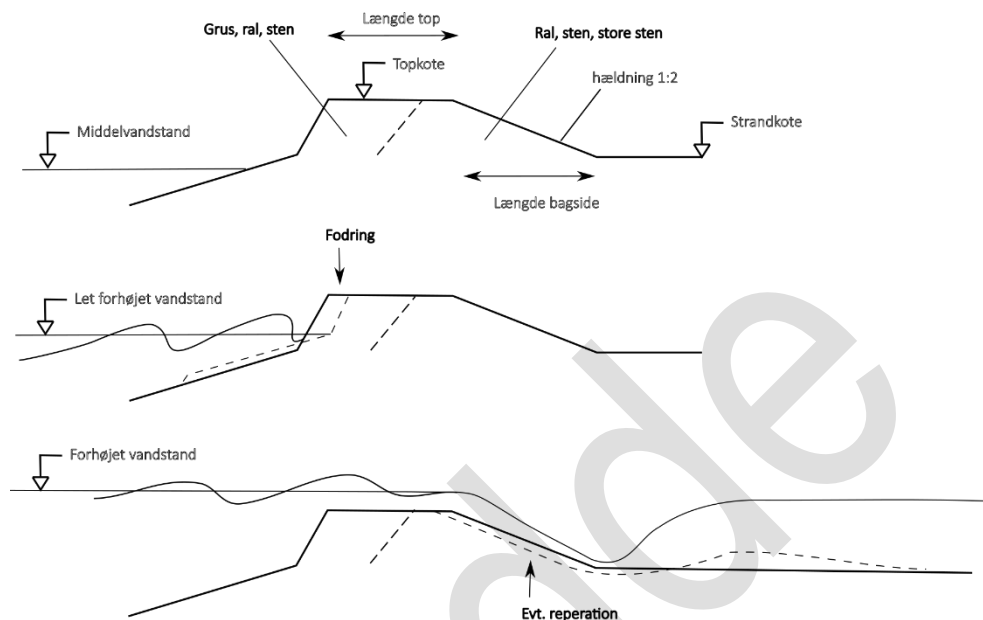 Længde top
Grus, ral, sten
Ral, sten, store sten
Topkote
hældning 1:2
Middelvandstand
Strandkote
Længde bagside
Fodring
Let forhøjet vandstand
Forhøjet vandstand
Evt. reperation